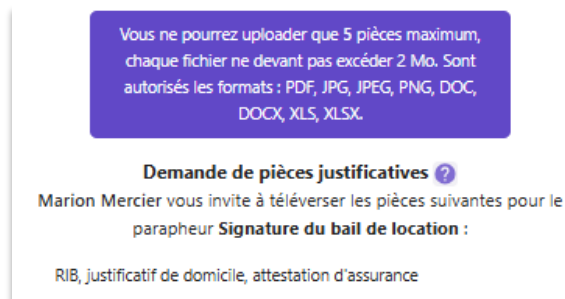 Vous ne pourrez uploader que 5 pièces maximum,
chaque fichier ne devant pas excéder 2 Mo. Sont
autorisés les formats : PDF, JPG, JPEG, PNG, DOC,
DOCX, XLS, XLSX.
Demande de pièces justificatives ?
Marion Mercier vous invite à téléverser les pièces suivantes pour le
parapheur Signature du bail de location :
RIB, justificatif de domicile, attestation d'assurance